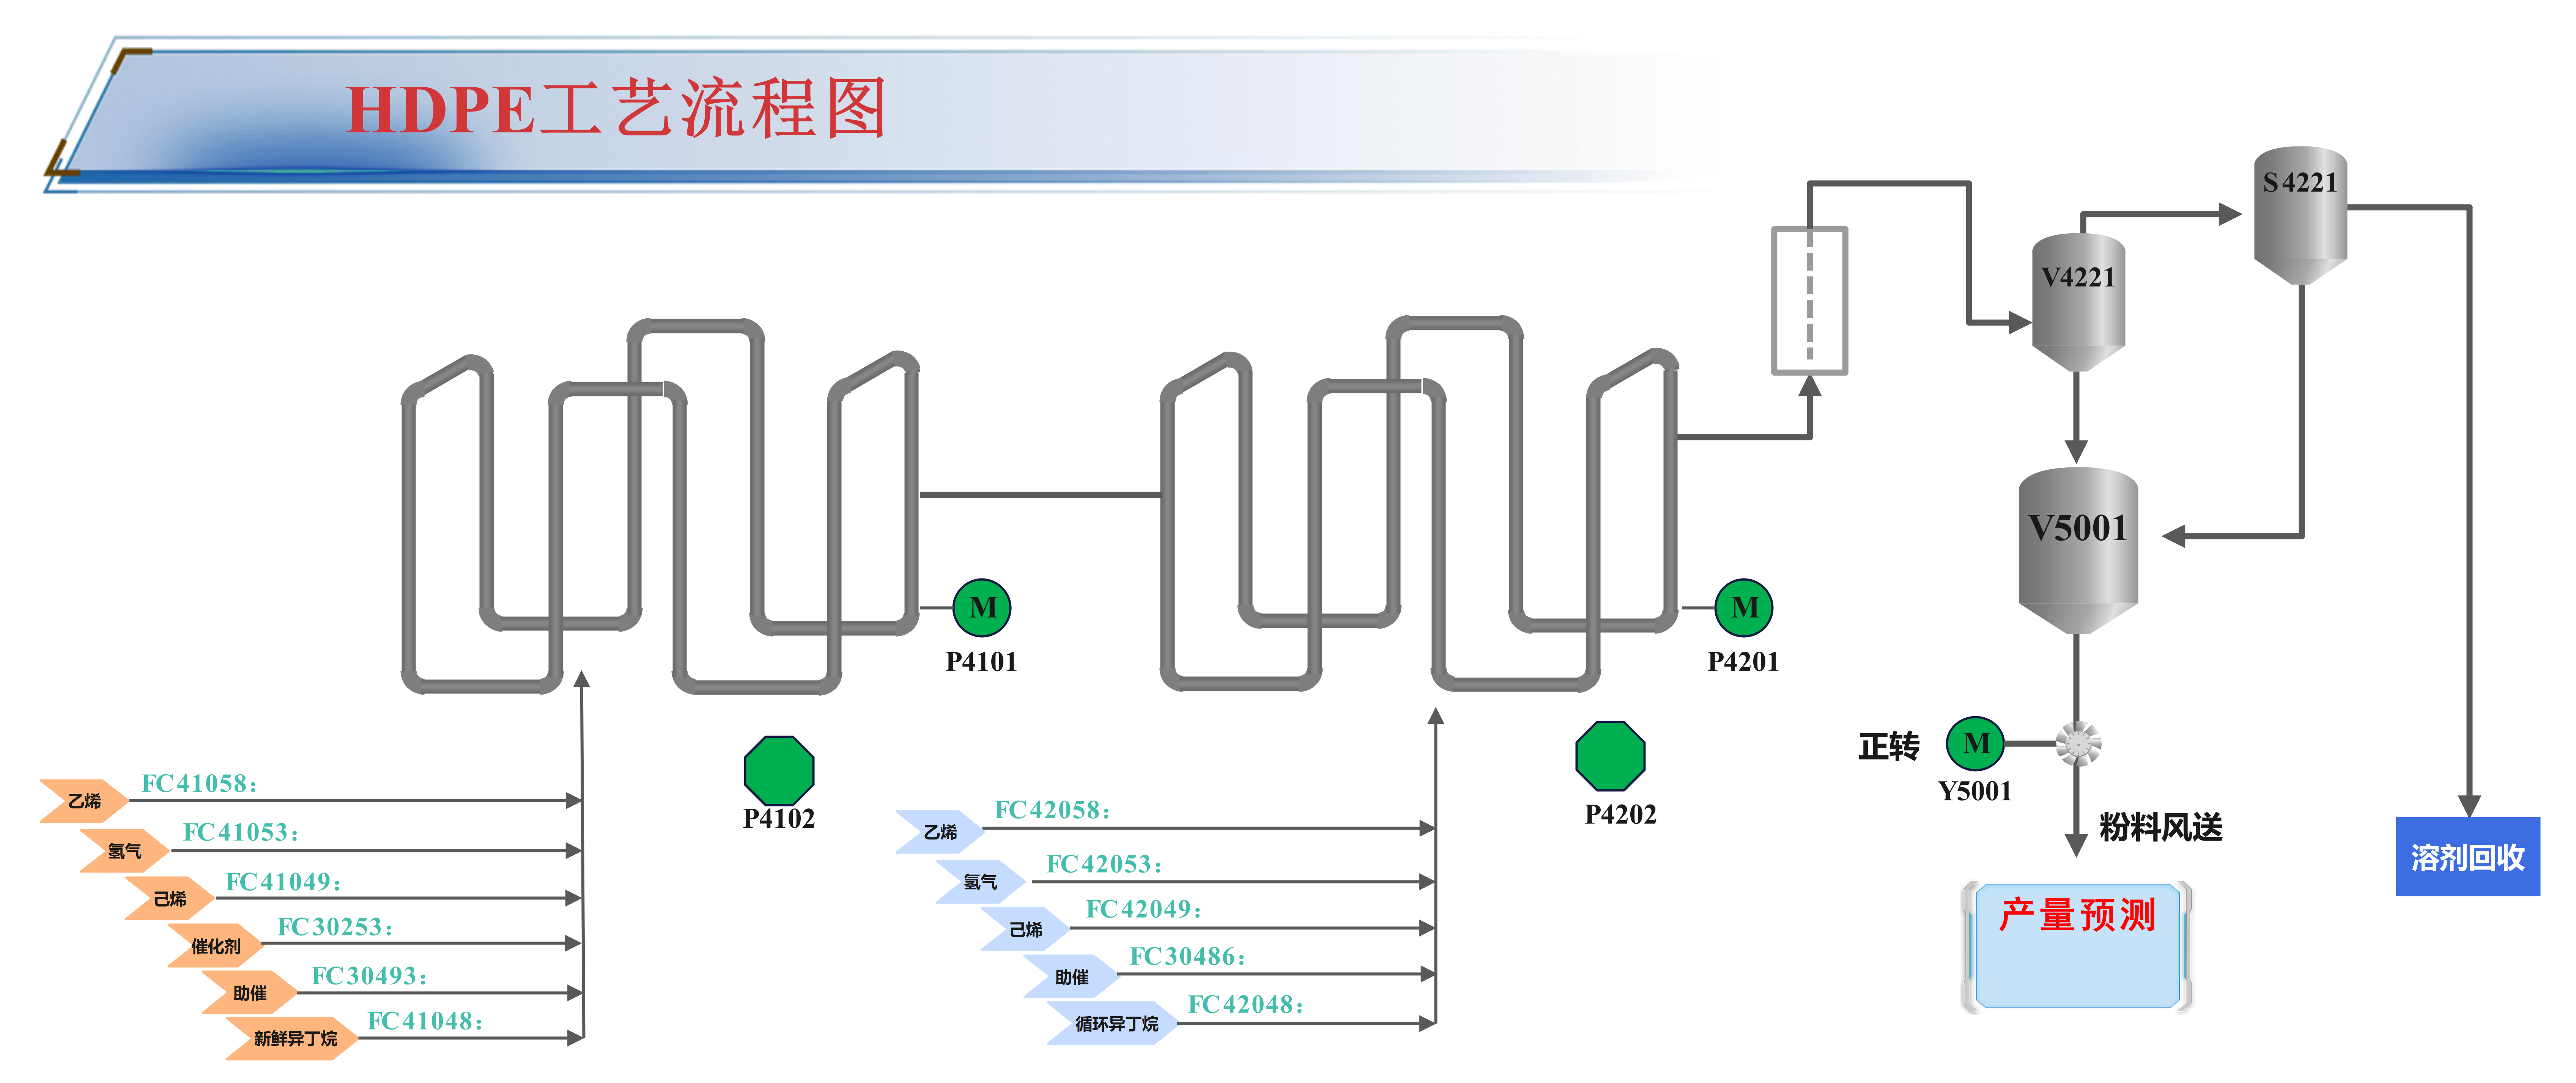 HDPE工艺流程图
S4221
V4221
V5001
M
P4101
M
P4201
P4102
P4202
正转
M
Y5001
粉料风送
产量预测
溶剂回收
乙烯
FC41058：
氢气
FC41053：
己烯
FC41049：
催化剂
FC30253：
助催
FC30493：
新鲜异丁烷
FC41048：
乙烯
FC42058：
氢气
FC42053：
己烯
FC42049：
助催
FC30486：
循环异丁烷
FC42048：